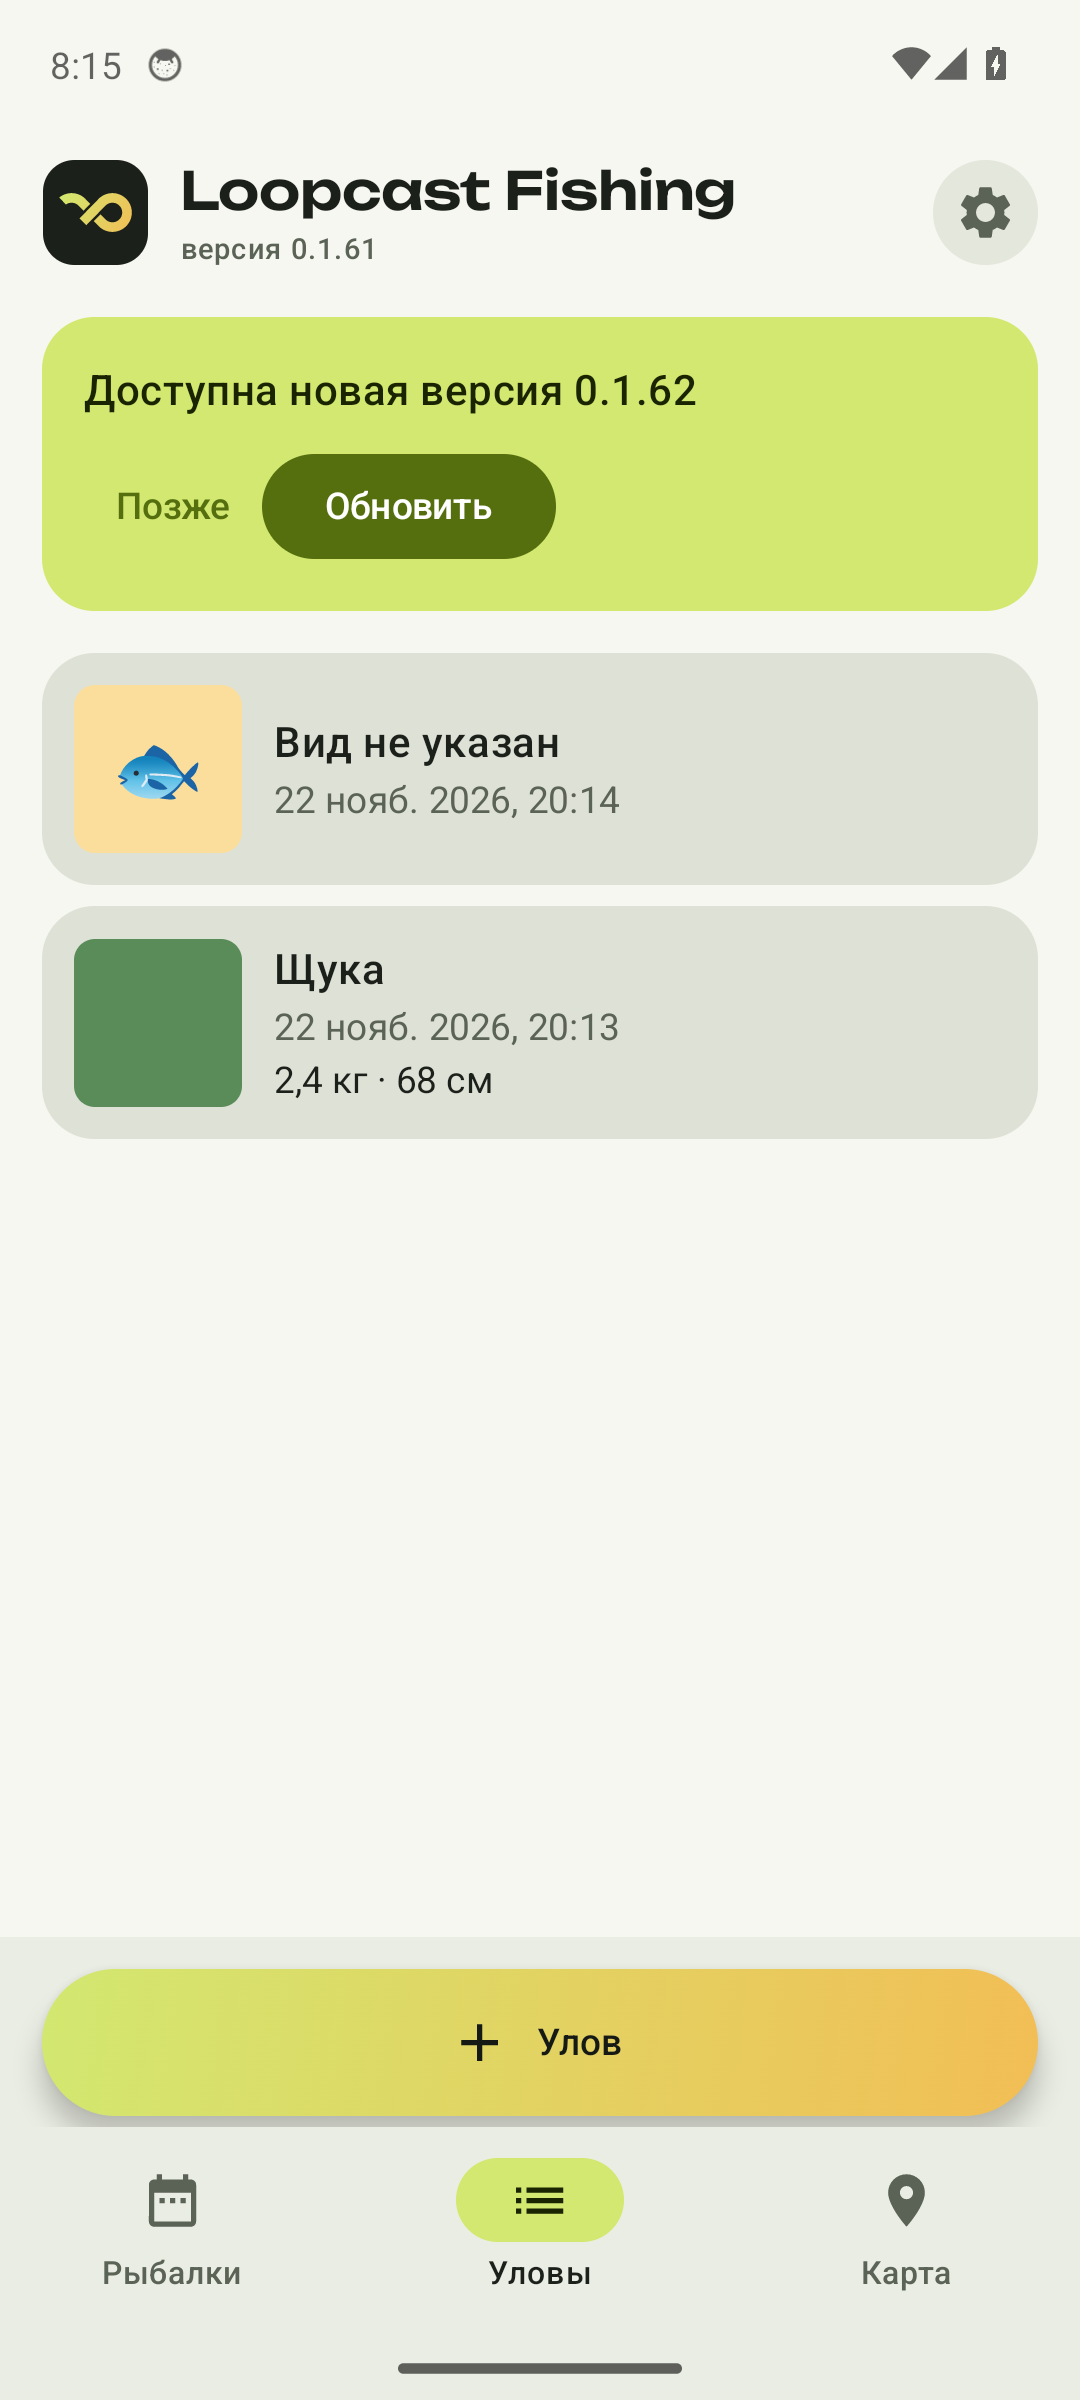 8:15
Loopcast Fishing
версия 0.1.61
Доступна новая версия 0.1.62
Позже
Обновить
Вид не указан
22 нояб. 2026, 20:14
Щука
22 нояб. 2026, 20:13
2,4 кг · 68 см
+ Улов
Рыбалки
Уловы
Карта